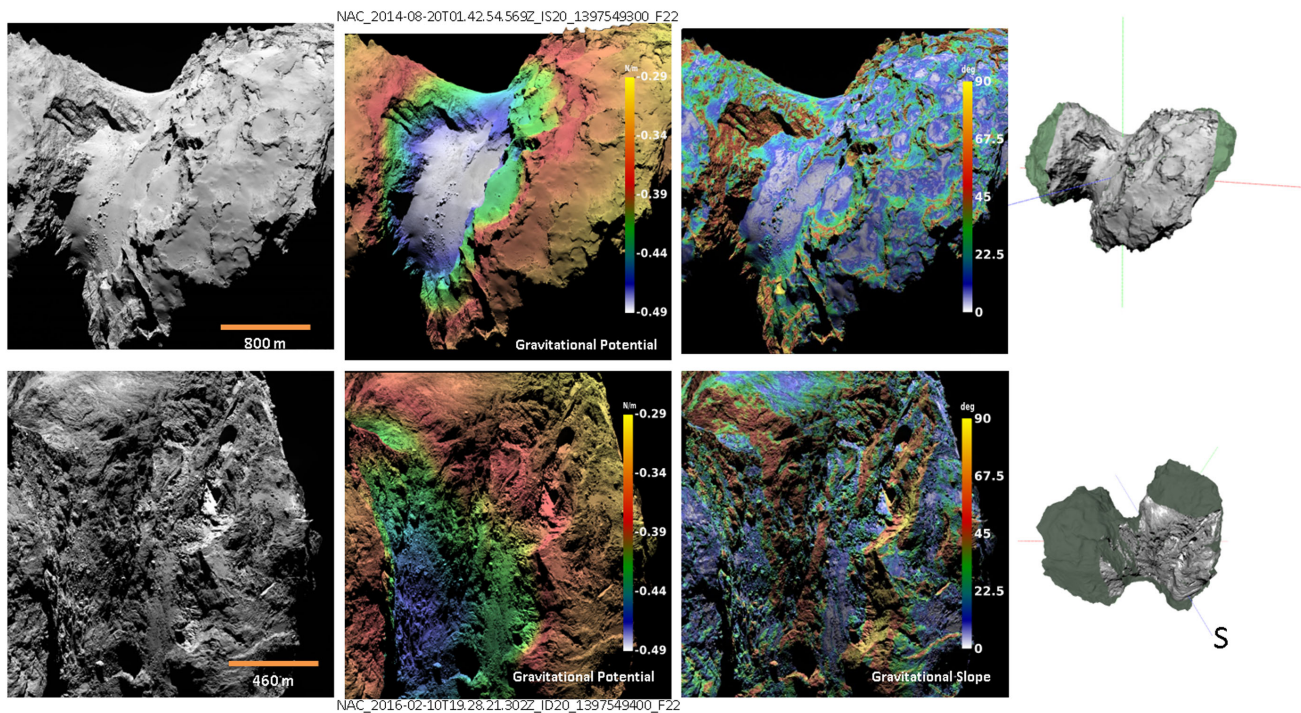 NAC_2014-08-20T01.42.54.569Z_IS20_1397549300_F22
800 m
N/m
-0.29
-0.34
-0.39
-0.44
-0.49
Gravitational Potential
deg
90
67.5
45
22.5
0
460 m
N/m
-0.29
-0.34
-0.39
-0.44
-0.49
Gravitational Potential
deg
90
67.5
45
22.5
0
Gravitational Slope
S
NAC_2016-02-10T19.28.21.302Z_ID20_1397549400_F22